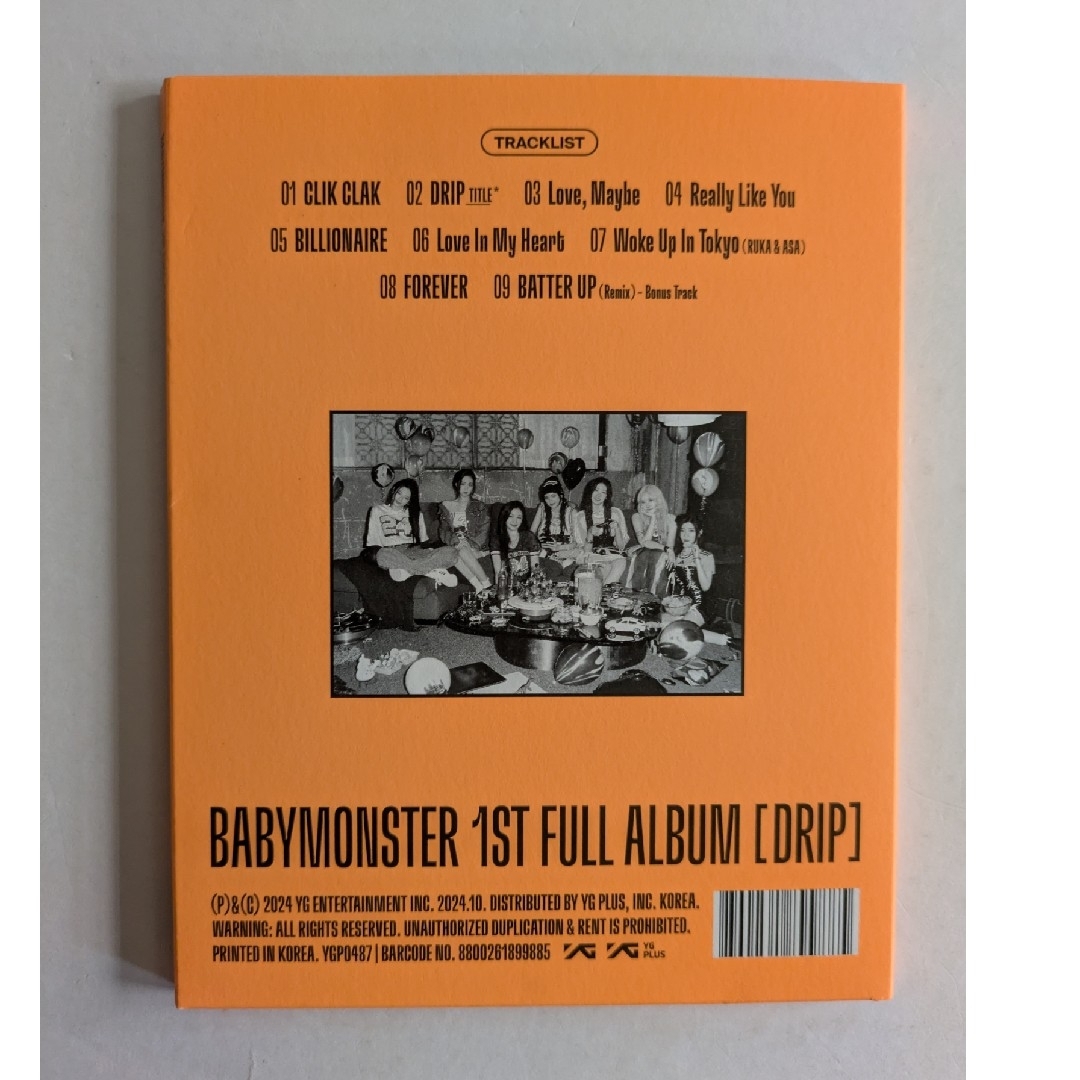 TRACKLIST
01 CLIK CLAK 02 DRIP TITLE* 03 Love, Maybe 04 Really Like You
05 BILLIONAIRE 06 Love In My Heart 07 Woke Up In Tokyo (RUKA & ASA)
08 FOREVER 09 BATTER UP (Remix) - Bonus Track
BABYMONSTER 1ST FULL ALBUM [DRIP]
(P)&(C) 2024 YG ENTERTAINMENT INC. 2024.10. DISTRIBUTED BY YG PLUS, INC. KOREA.
WARNING: ALL RIGHTS RESERVED. UNAUTHORIZED DUPLICATION & RENT IS PROHIBITED.
PRINTED IN KOREA. YGP0487 | BARCODE NO. 8800261899885 YG YG YG PLUS